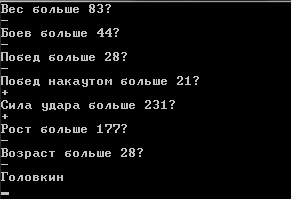 Вес больше 83?
-
Боев больше 44?
-
Побед больше 28?
-
Побед накаутом больше 21?
+
Сила удара больше 231?
+
Рост больше 177?
-
Возраст больше 28?
-
Головкин